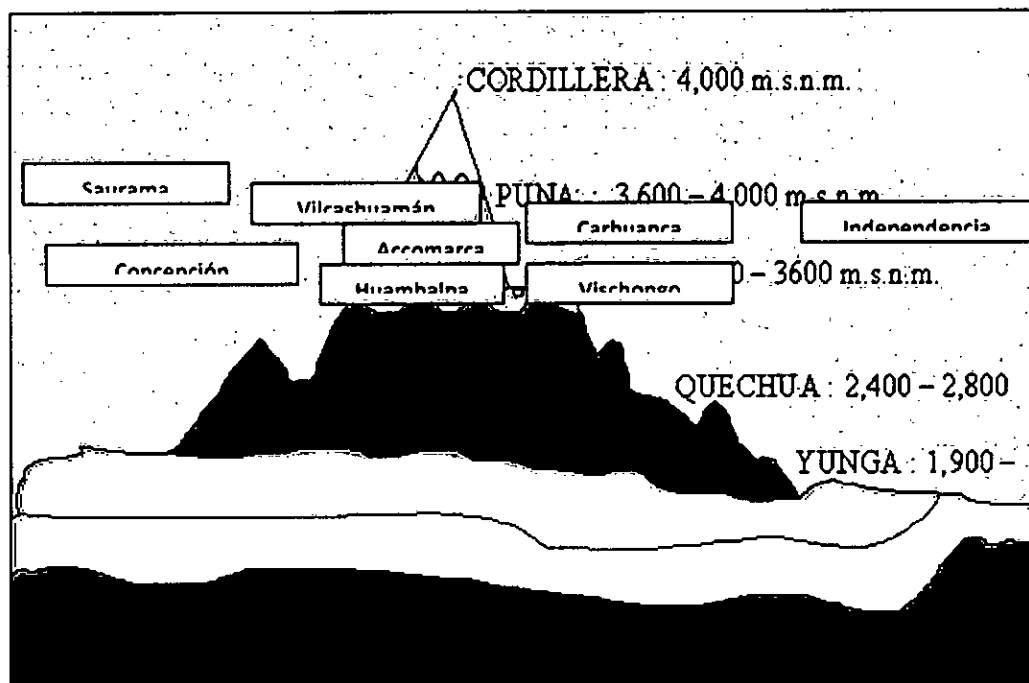 CORDILLERA : 4,000 m.s.n.m.
Saurama
PUNA : 3,600 – 4,000 m.s.n.m.
Vilcashuamán
Carhuanca
Independencia
Accomarca
Concepción
0 – 3600 m.s.n.m.
Huambalpa
Vischongo
QUECHUA : 2,400 – 2,800
YUNGA : 1,900 –